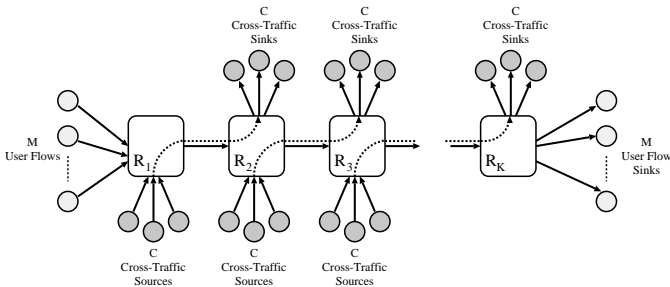 C
Cross-Traffic
Sinks
C
Cross-Traffic
Sinks
C
Cross-Traffic
Sinks
M
User Flows
R1
R2
R3
RK
M
User Flow
Sinks
C
Cross-Traffic
Sources
C
Cross-Traffic
Sources
C
Cross-Traffic
Sources